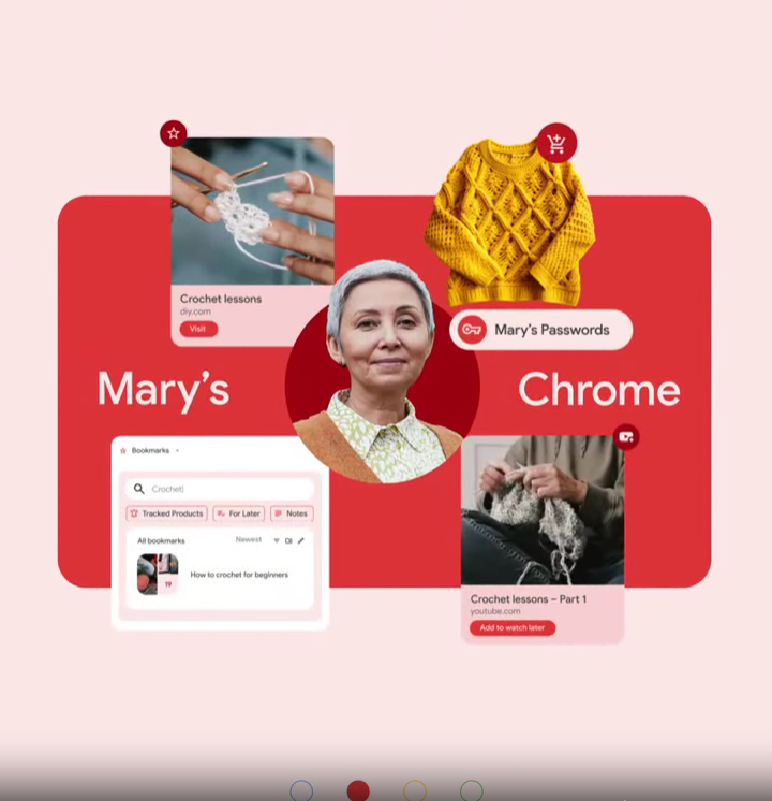 Crochet lessons
diy.com
Visit
Mary's Passwords
Mary's
Chrome
Bookmarks
Crochet
Tracked Products
For Later
Notes
All bookmarks
Newest
How to crochet for beginners
Crochet lessons – Part 1
youtube.com
Add to watch later